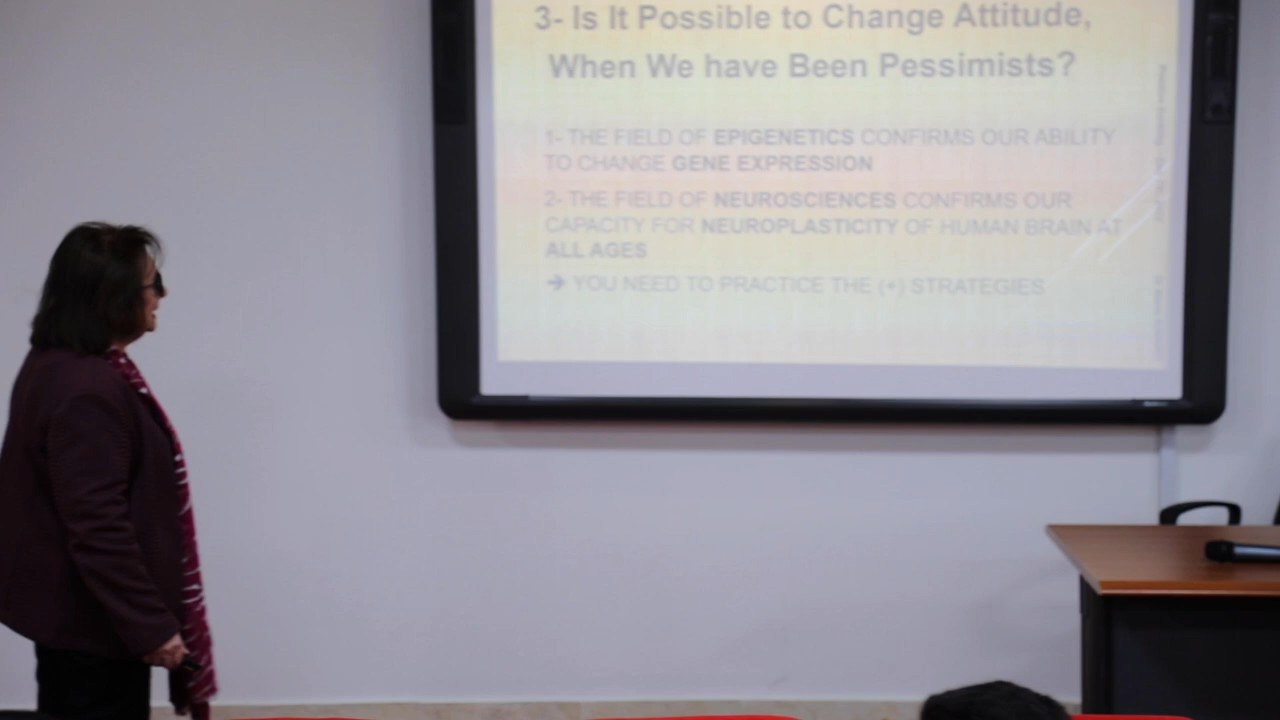 3- Is It Possible to Change Attitude,
When We have Been Pessimists?
1- THE FIELD OF EPIGENETICS CONFIRMS OUR ABILITY
TO CHANGE GENE EXPRESSION
2- THE FIELD OF NEUROSCIENCES CONFIRMS OUR
CAPACITY FOR NEUROPLASTICITY OF HUMAN BRAIN AT
ALL AGES
➔ YOU NEED TO PRACTICE THE (+) STRATEGIES